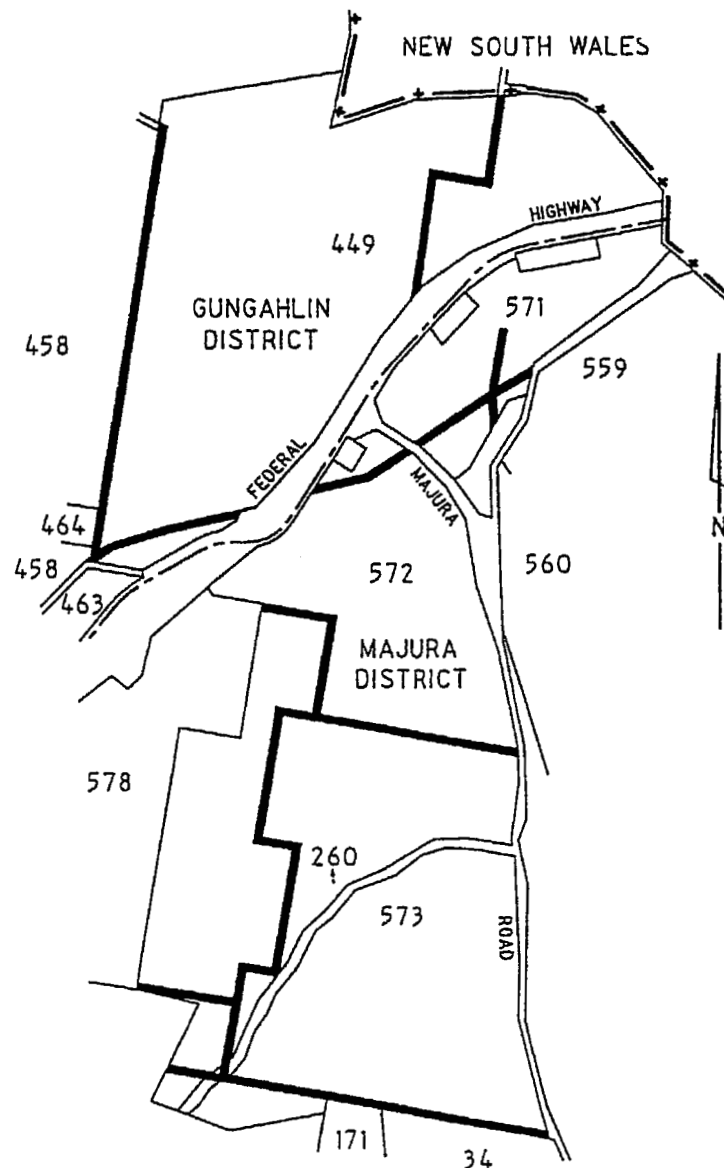 NEW SOUTH WALES
HIGHWAY
449
GUNGAHLIN
DISTRICT
571
458
559
FEDERAL
MAJURA
464
458
463
572
560
N
MAJURA
DISTRICT
578
260
573
ROAD
171
34